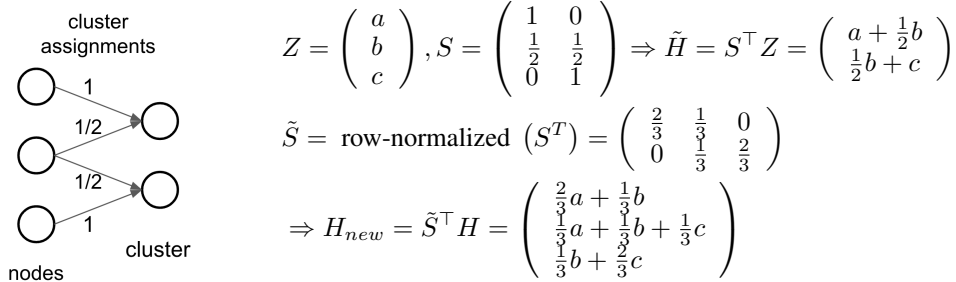 cluster
assignments
1
1/2
1/2
1
cluster
nodes
Z = ( a b c ) , S = ( 1 0 1/2 1/2 0 1 ) ⇒ H̃ = S^⊤ Z = ( a + 1/2 b 1/2 b + c )
S̃ = row-normalized (S^T) = ( 2/3 1/3 0 0 1/3 2/3 )
⇒ H_new = S̃^⊤ H = ( 2/3 a + 1/3 b 1/3 a + 1/3 b + 1/3 c 1/3 b + 2/3 c )